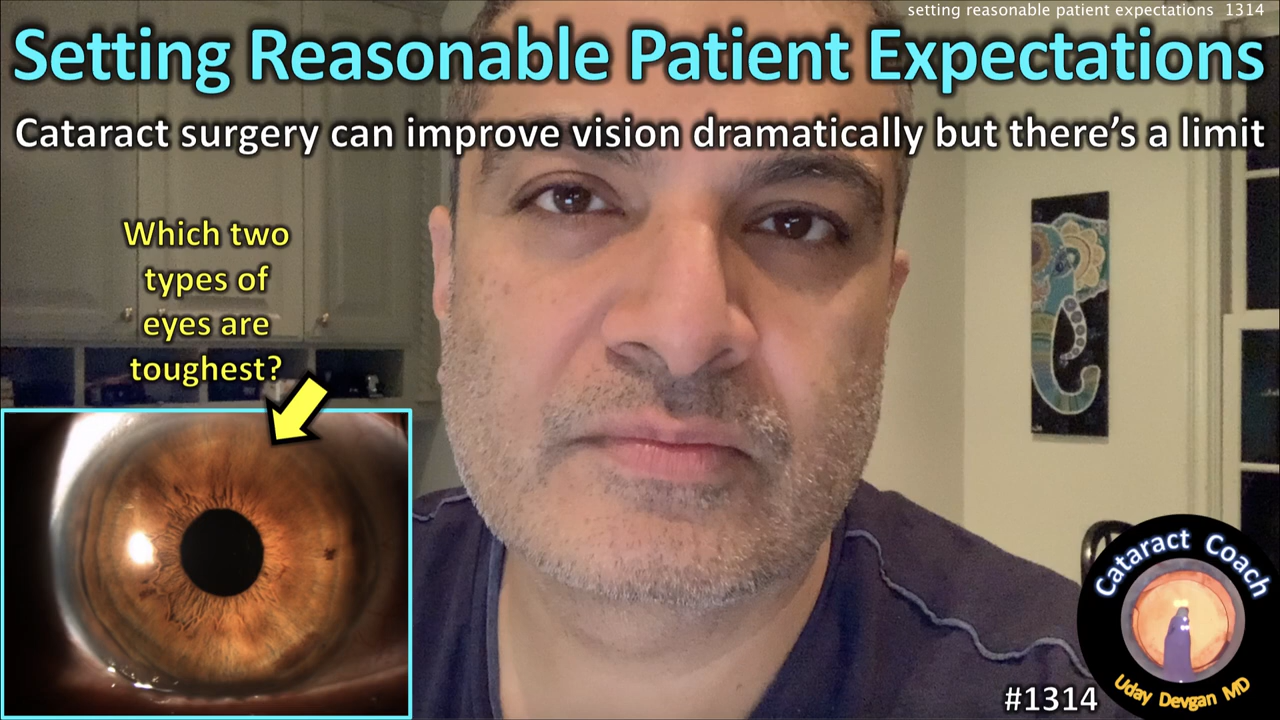 setting reasonable patient expectations 1314
Setting Reasonable Patient Expectations
Cataract surgery can improve vision dramatically but there's a limit
Which two
types of
eyes are
toughest?
Cataract Coach
Uday Devgan MD
#1314